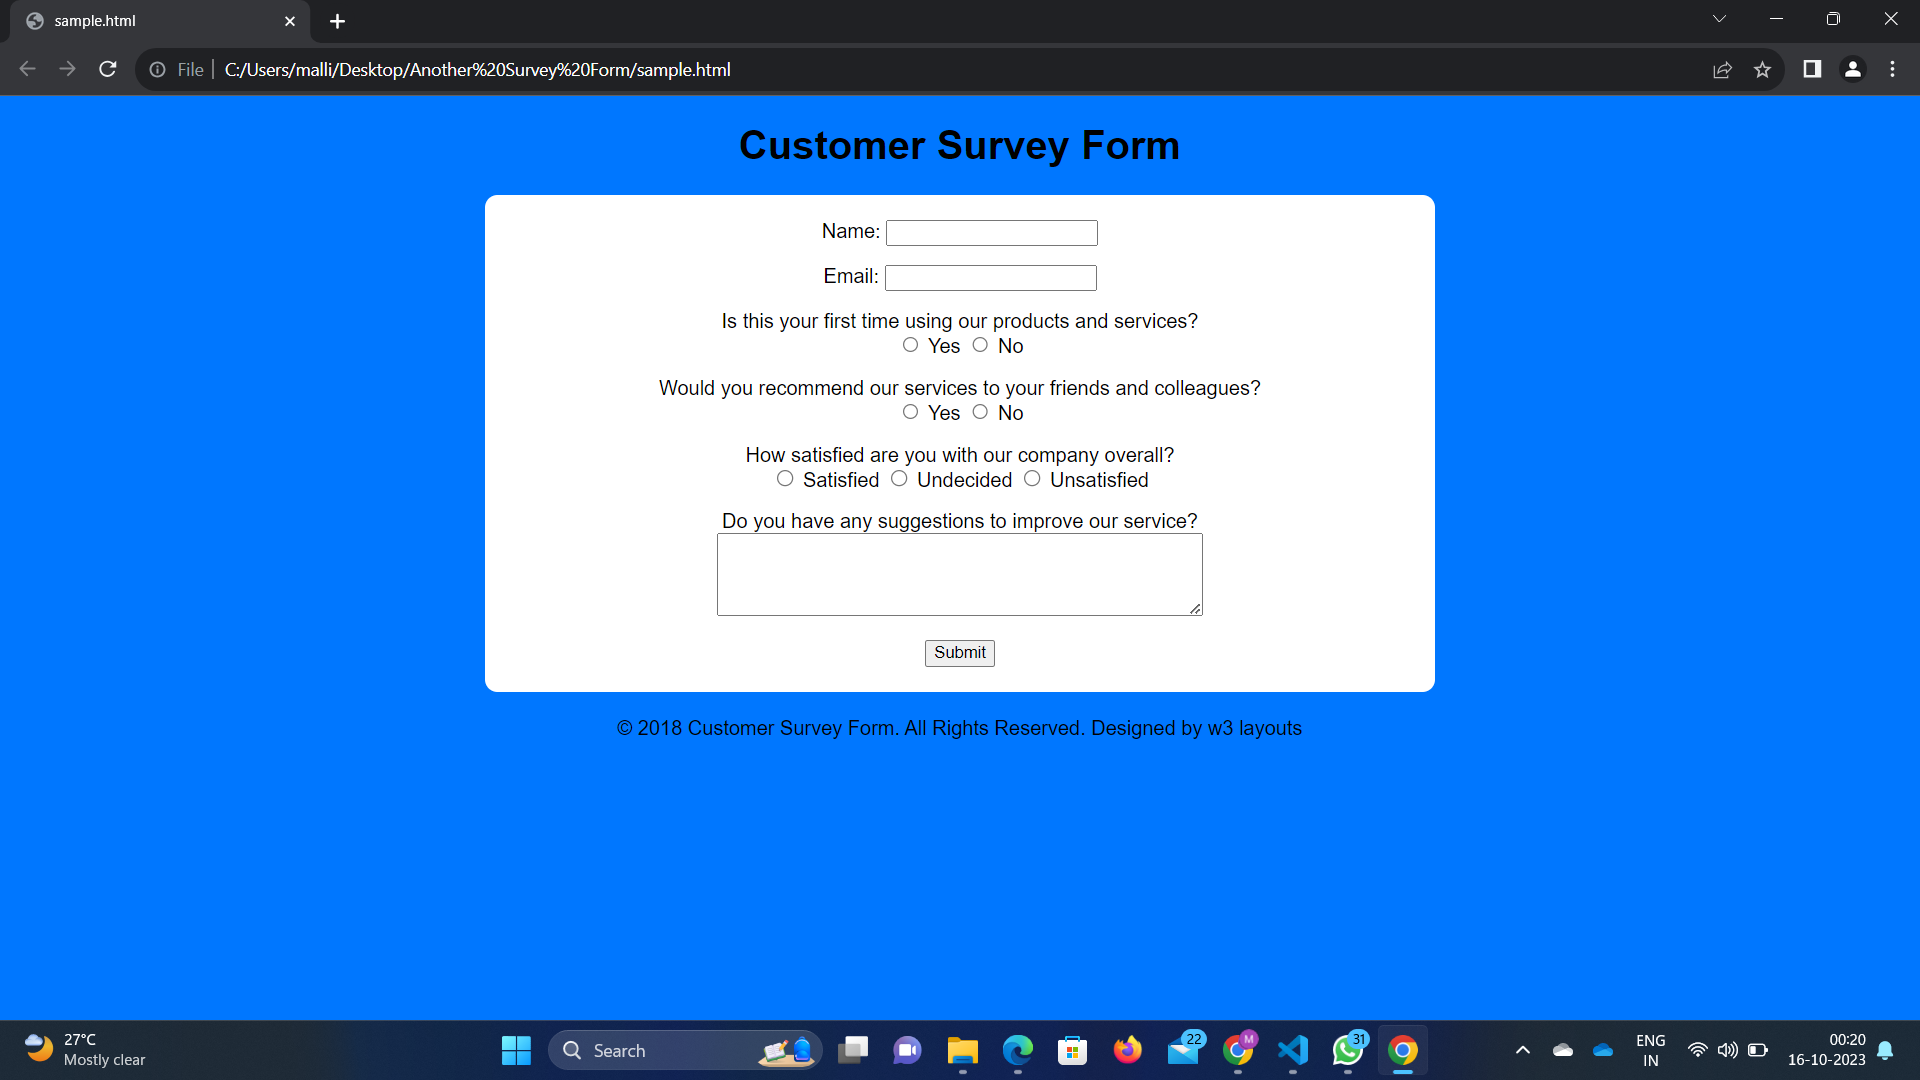 sample.html
File | C:/Users/malli/Desktop/Another%20Survey%20Form/sample.html
Customer Survey Form
Name:
Email:
Is this your first time using our products and services?
Yes No
Would you recommend our services to your friends and colleagues?
Yes No
How satisfied are you with our company overall?
Satisfied Undecided Unsatisfied
Do you have any suggestions to improve our service?
Submit
© 2018 Customer Survey Form. All Rights Reserved. Designed by w3 layouts
27°C
Mostly clear
Search
22
M
31
ENG
IN
00:20
16-10-2023